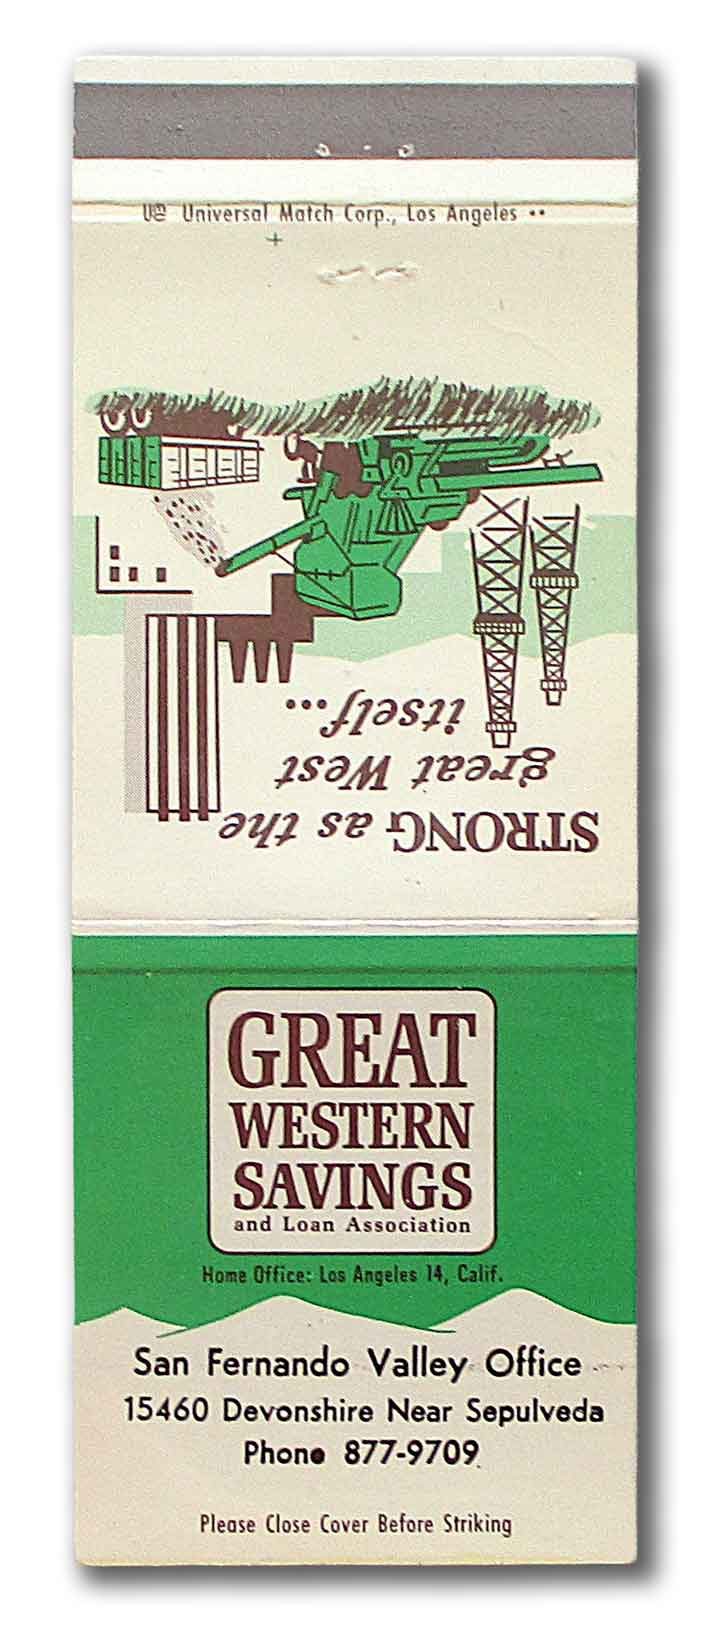 Universal Match Corp., Los Angeles
STRONG as the
great West
itself...
GREAT
WESTERN
SAVINGS
and Loan Association
Home Office: Los Angeles 14, Calif.
San Fernando Valley Office
15460 Devonshire Near Sepulveda
Phone 877-9709
Please Close Cover Before Striking